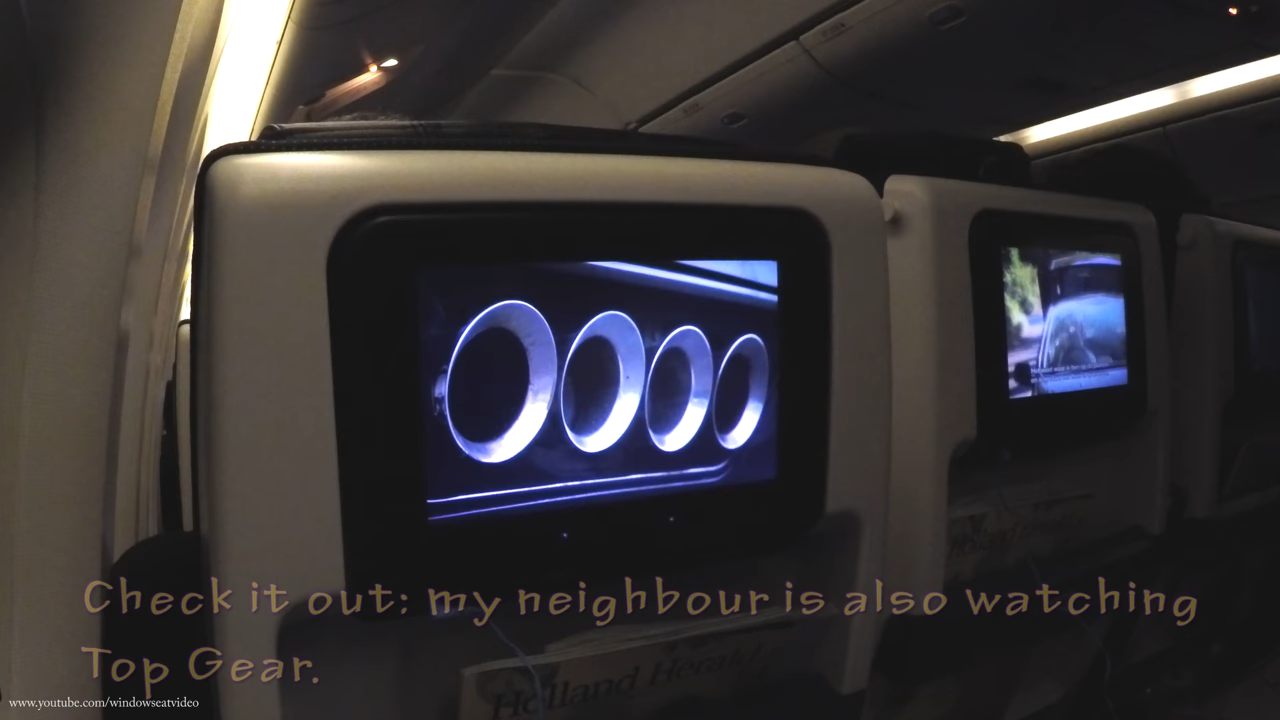 Check it out: my neighbour is also watching
Top Gear.
Holland Herald
www.youtube.com/windowseatvideo